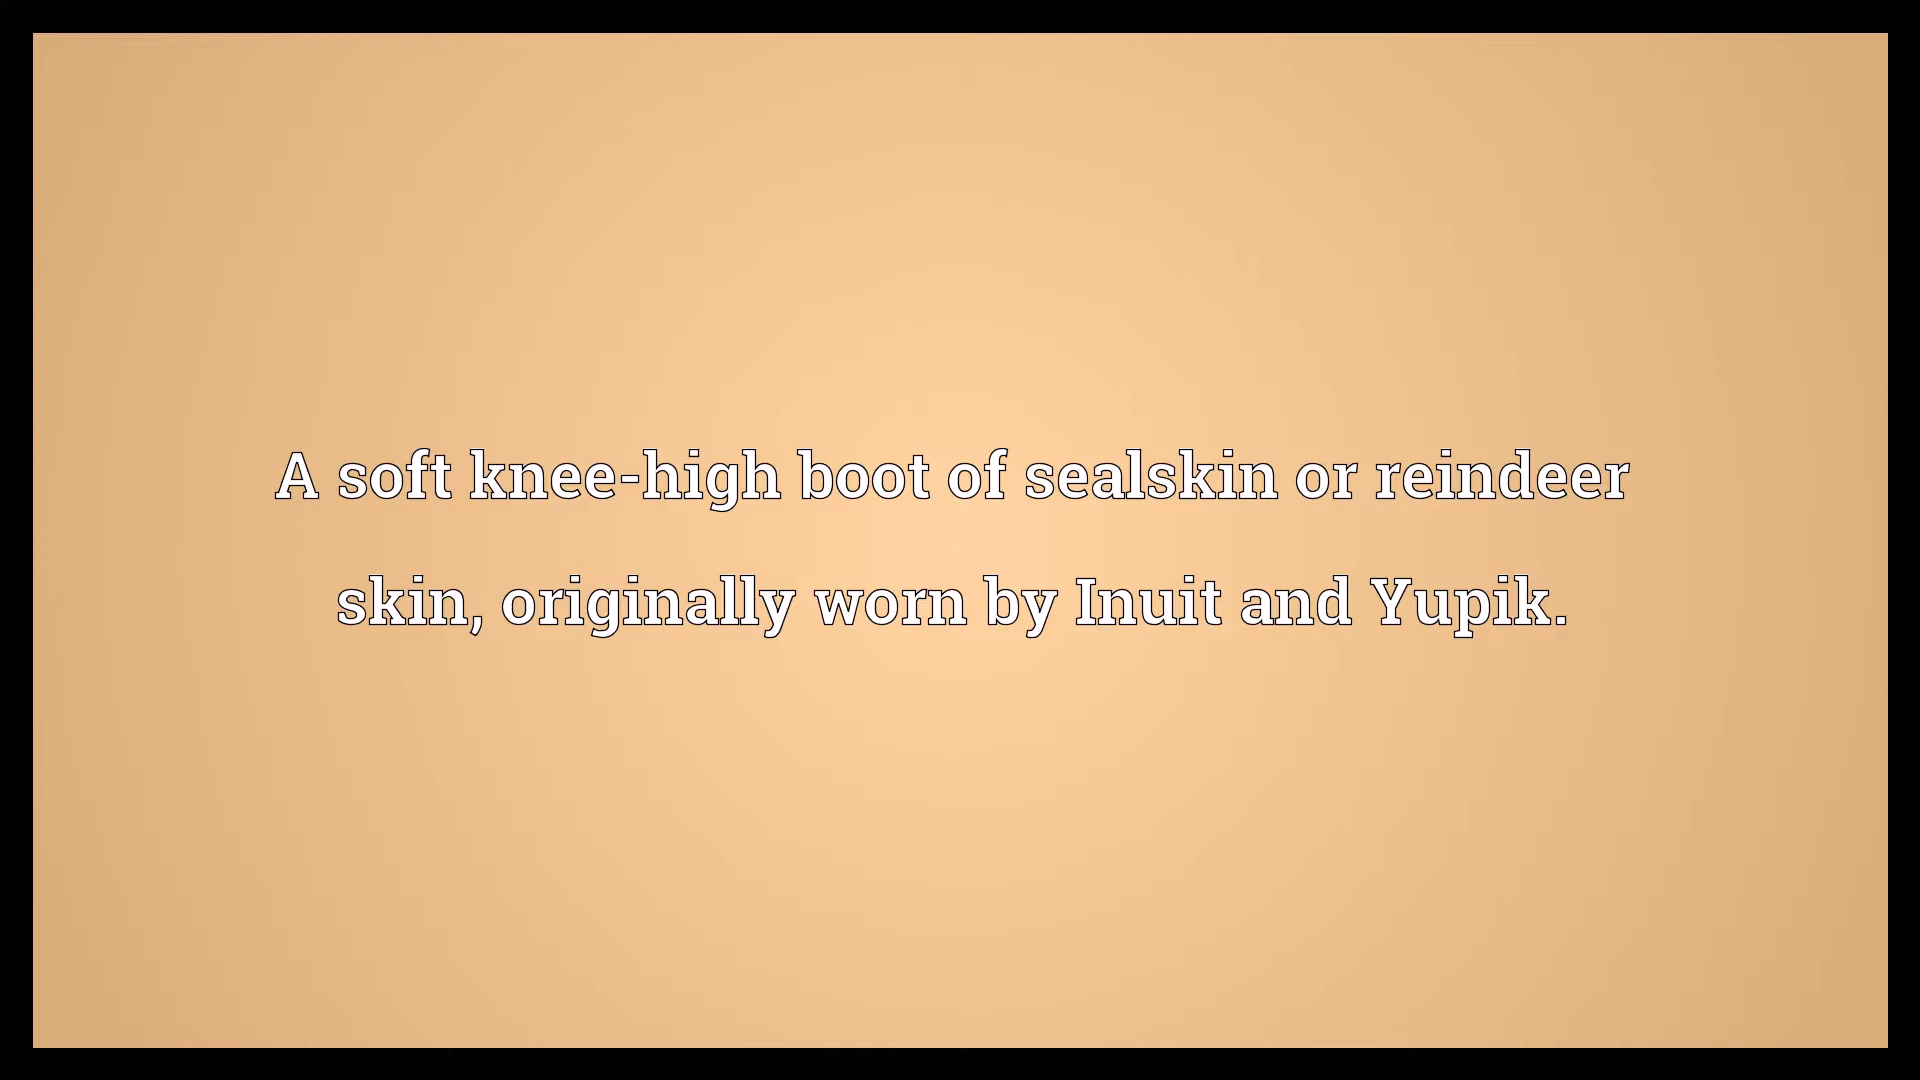 A soft knee-high boot of sealskin or reindeer
skin, originally worn by Inuit and Yupik.